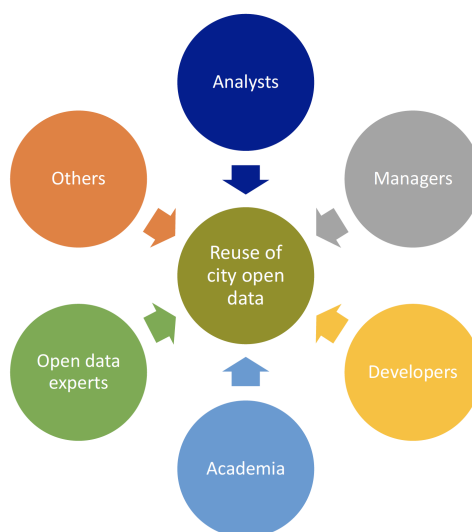 Analysts
Others
Managers
Reuse of
city open
data
Open data
experts
Developers
Academia